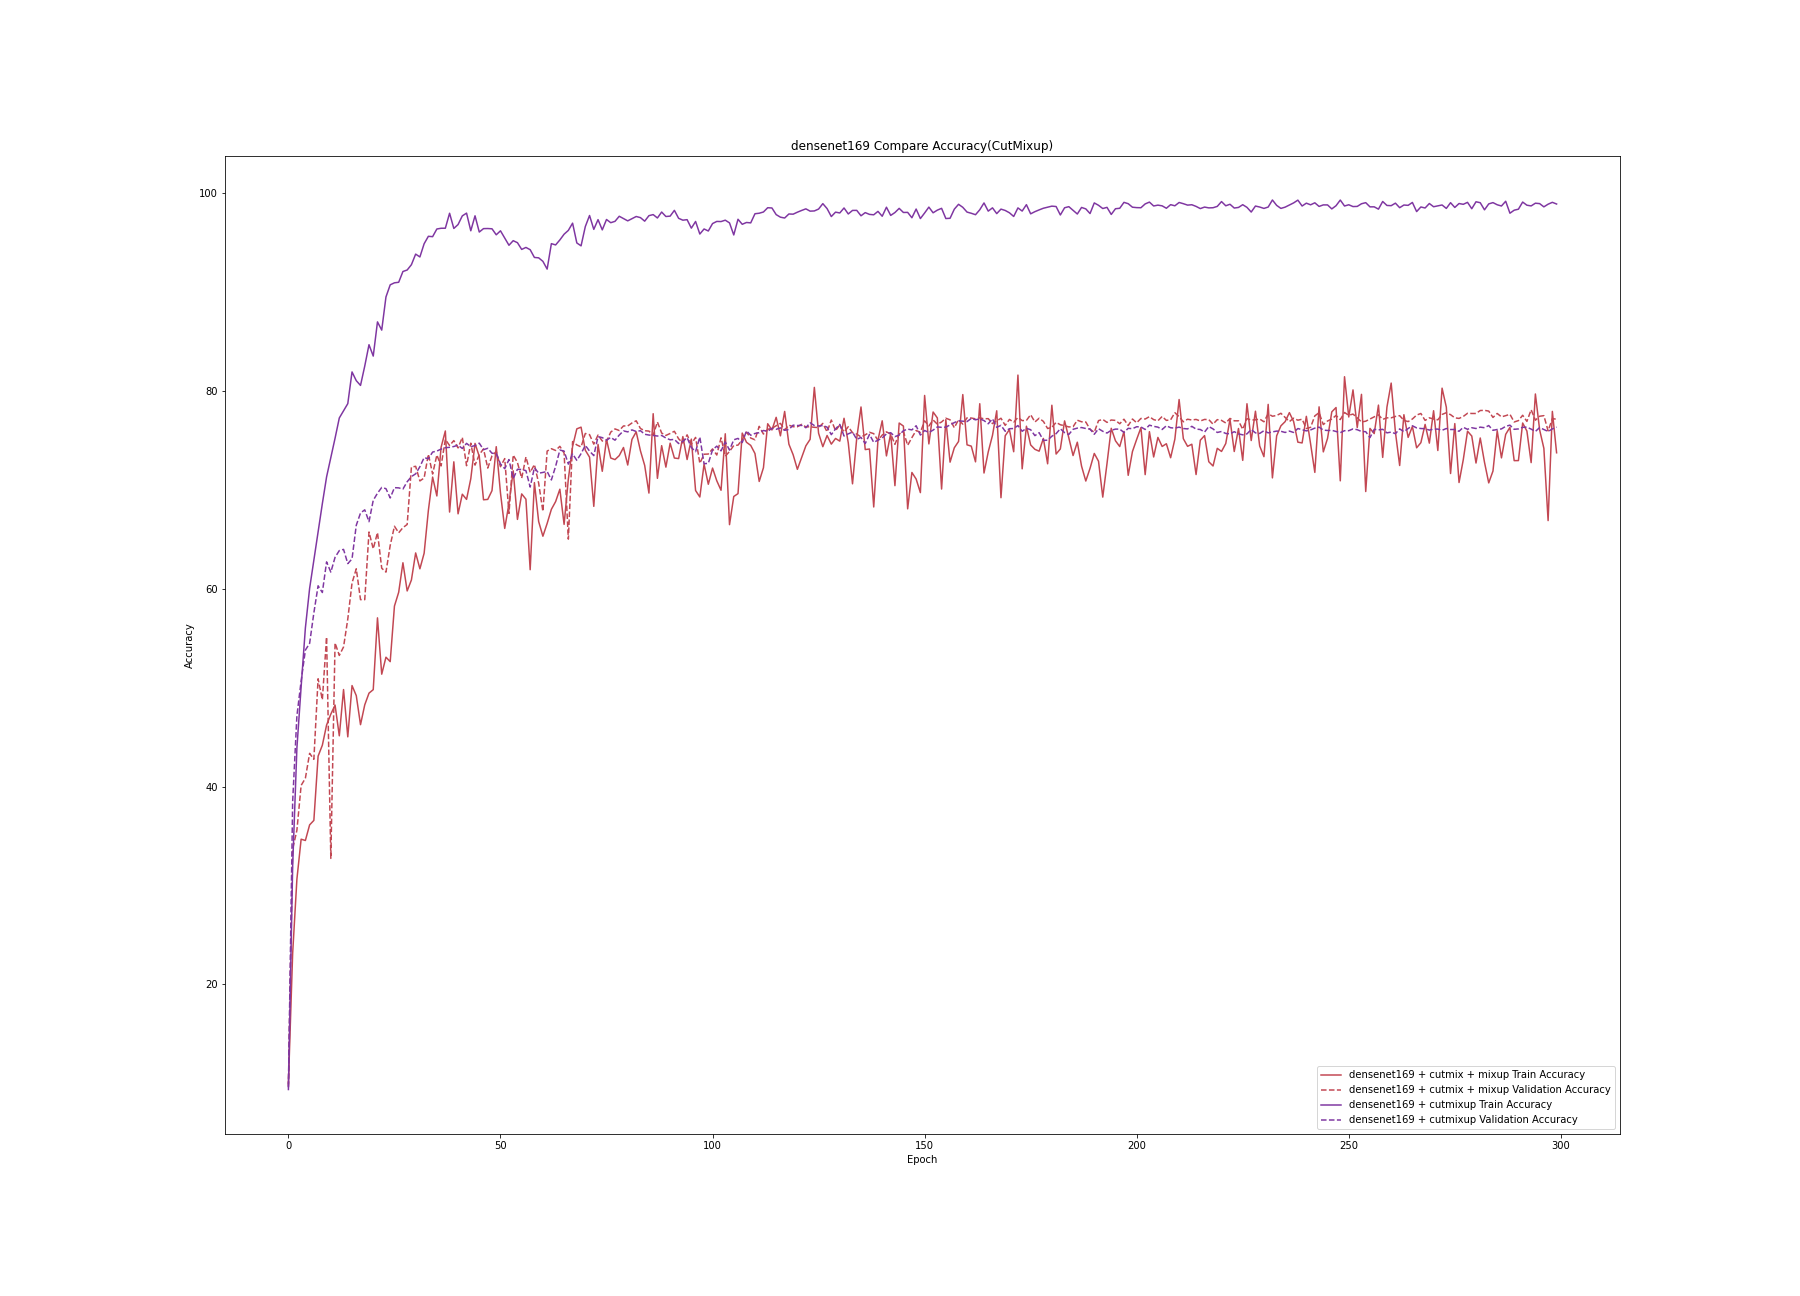 densenet169 Compare Accuracy(CutMixup)
100
80
60
40
20
Accuracy
0 50 100 150 200 250 300
Epoch
densenet169 + cutmix + mixup Train Accuracy
densenet169 + cutmix + mixup Validation Accuracy
densenet169 + cutmixup Train Accuracy
densenet169 + cutmixup Validation Accuracy